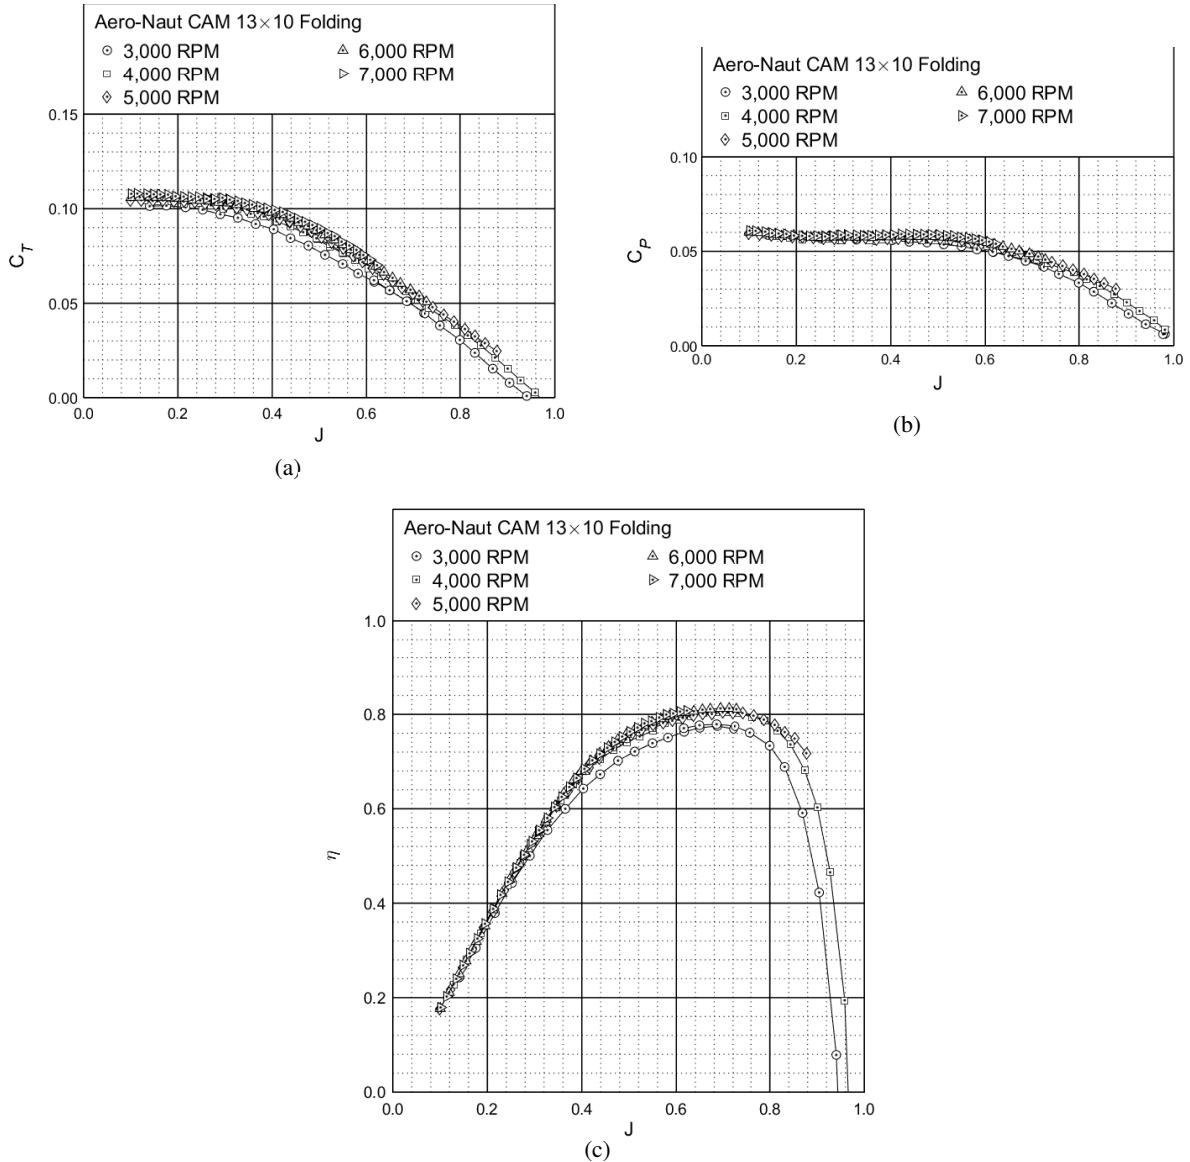 Aero-Naut CAM 13×10 Folding
3,000 RPM 6,000 RPM
4,000 RPM 7,000 RPM
5,000 RPM
0.15
0.10
0.05
0.00
C_T
0.0 0.2 0.4 0.6 0.8 1.0
J
(a)
Aero-Naut CAM 13×10 Folding
3,000 RPM 6,000 RPM
4,000 RPM 7,000 RPM
5,000 RPM
0.10
0.05
0.00
C_P
0.0 0.2 0.4 0.6 0.8 1.0
J
(b)
Aero-Naut CAM 13×10 Folding
3,000 RPM 6,000 RPM
4,000 RPM 7,000 RPM
5,000 RPM
1.0
0.8
0.6
η
0.4
0.2
0.0
0.0 0.2 0.4 0.6 0.8 1.0
J
(c)